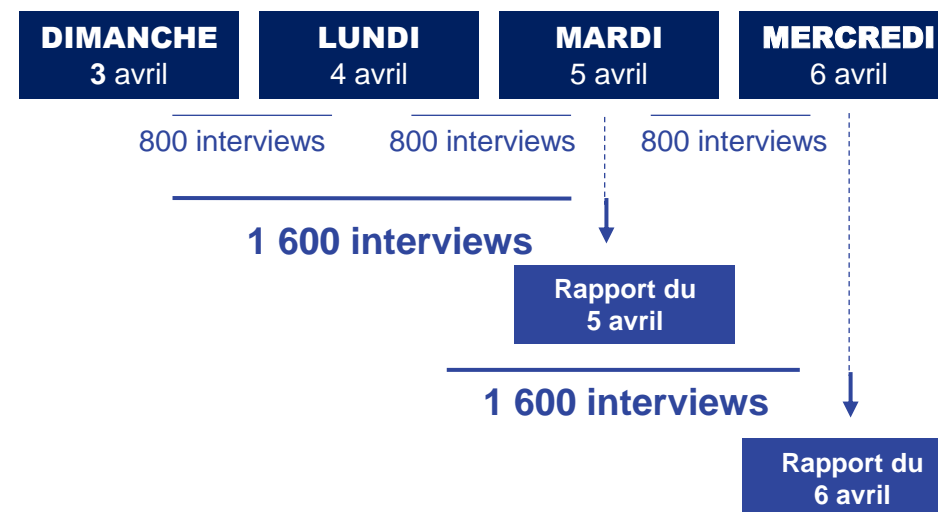 DIMANCHE
3 avril
LUNDI
4 avril
MARDI
5 avril
MERCREDI
6 avril
800 interviews
800 interviews
800 interviews
1 600 interviews
Rapport du
5 avril
1 600 interviews
Rapport du
6 avril